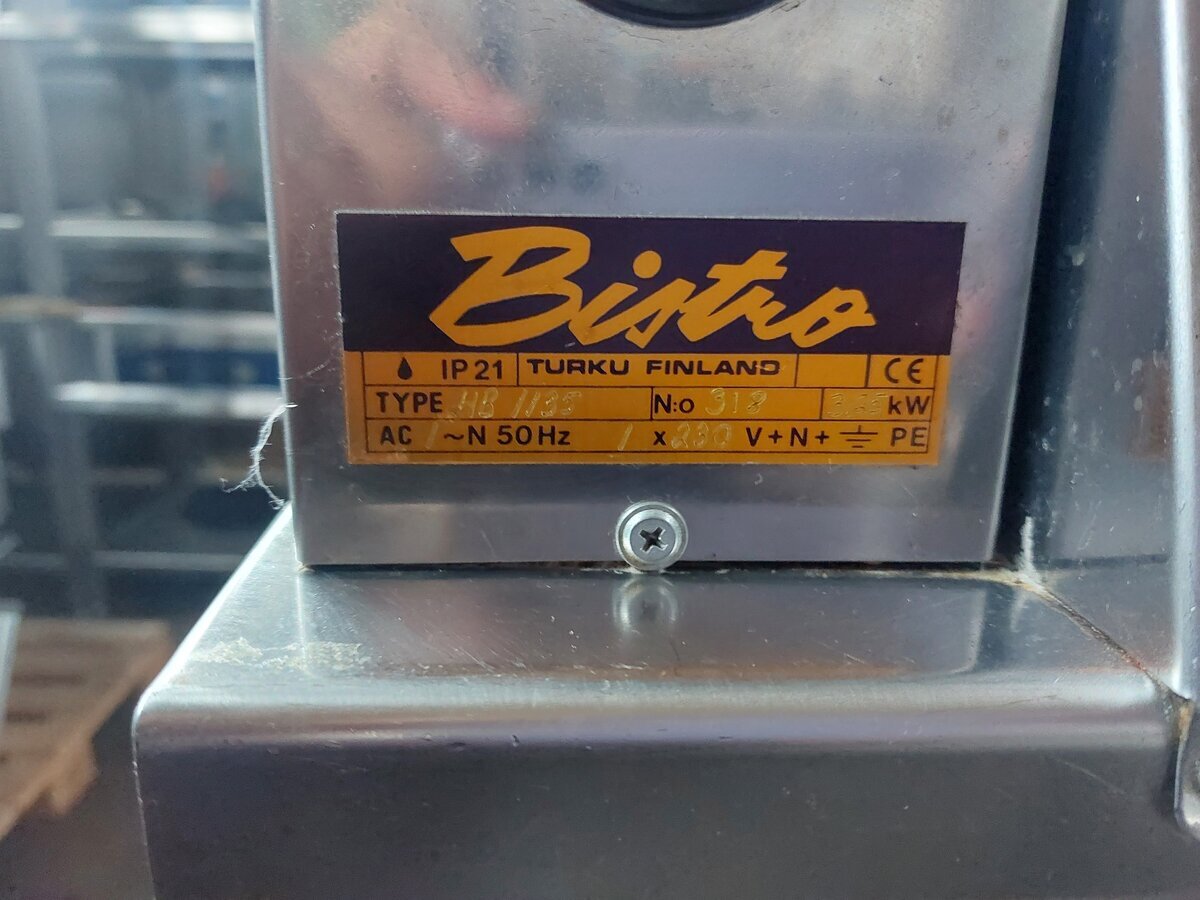 Bistro
IP21 TURKU FINLAND CE
TYPE HB 1135 N:o 318 kW
AC 1 ~N 50Hz 1 x 230 V+N+ PE